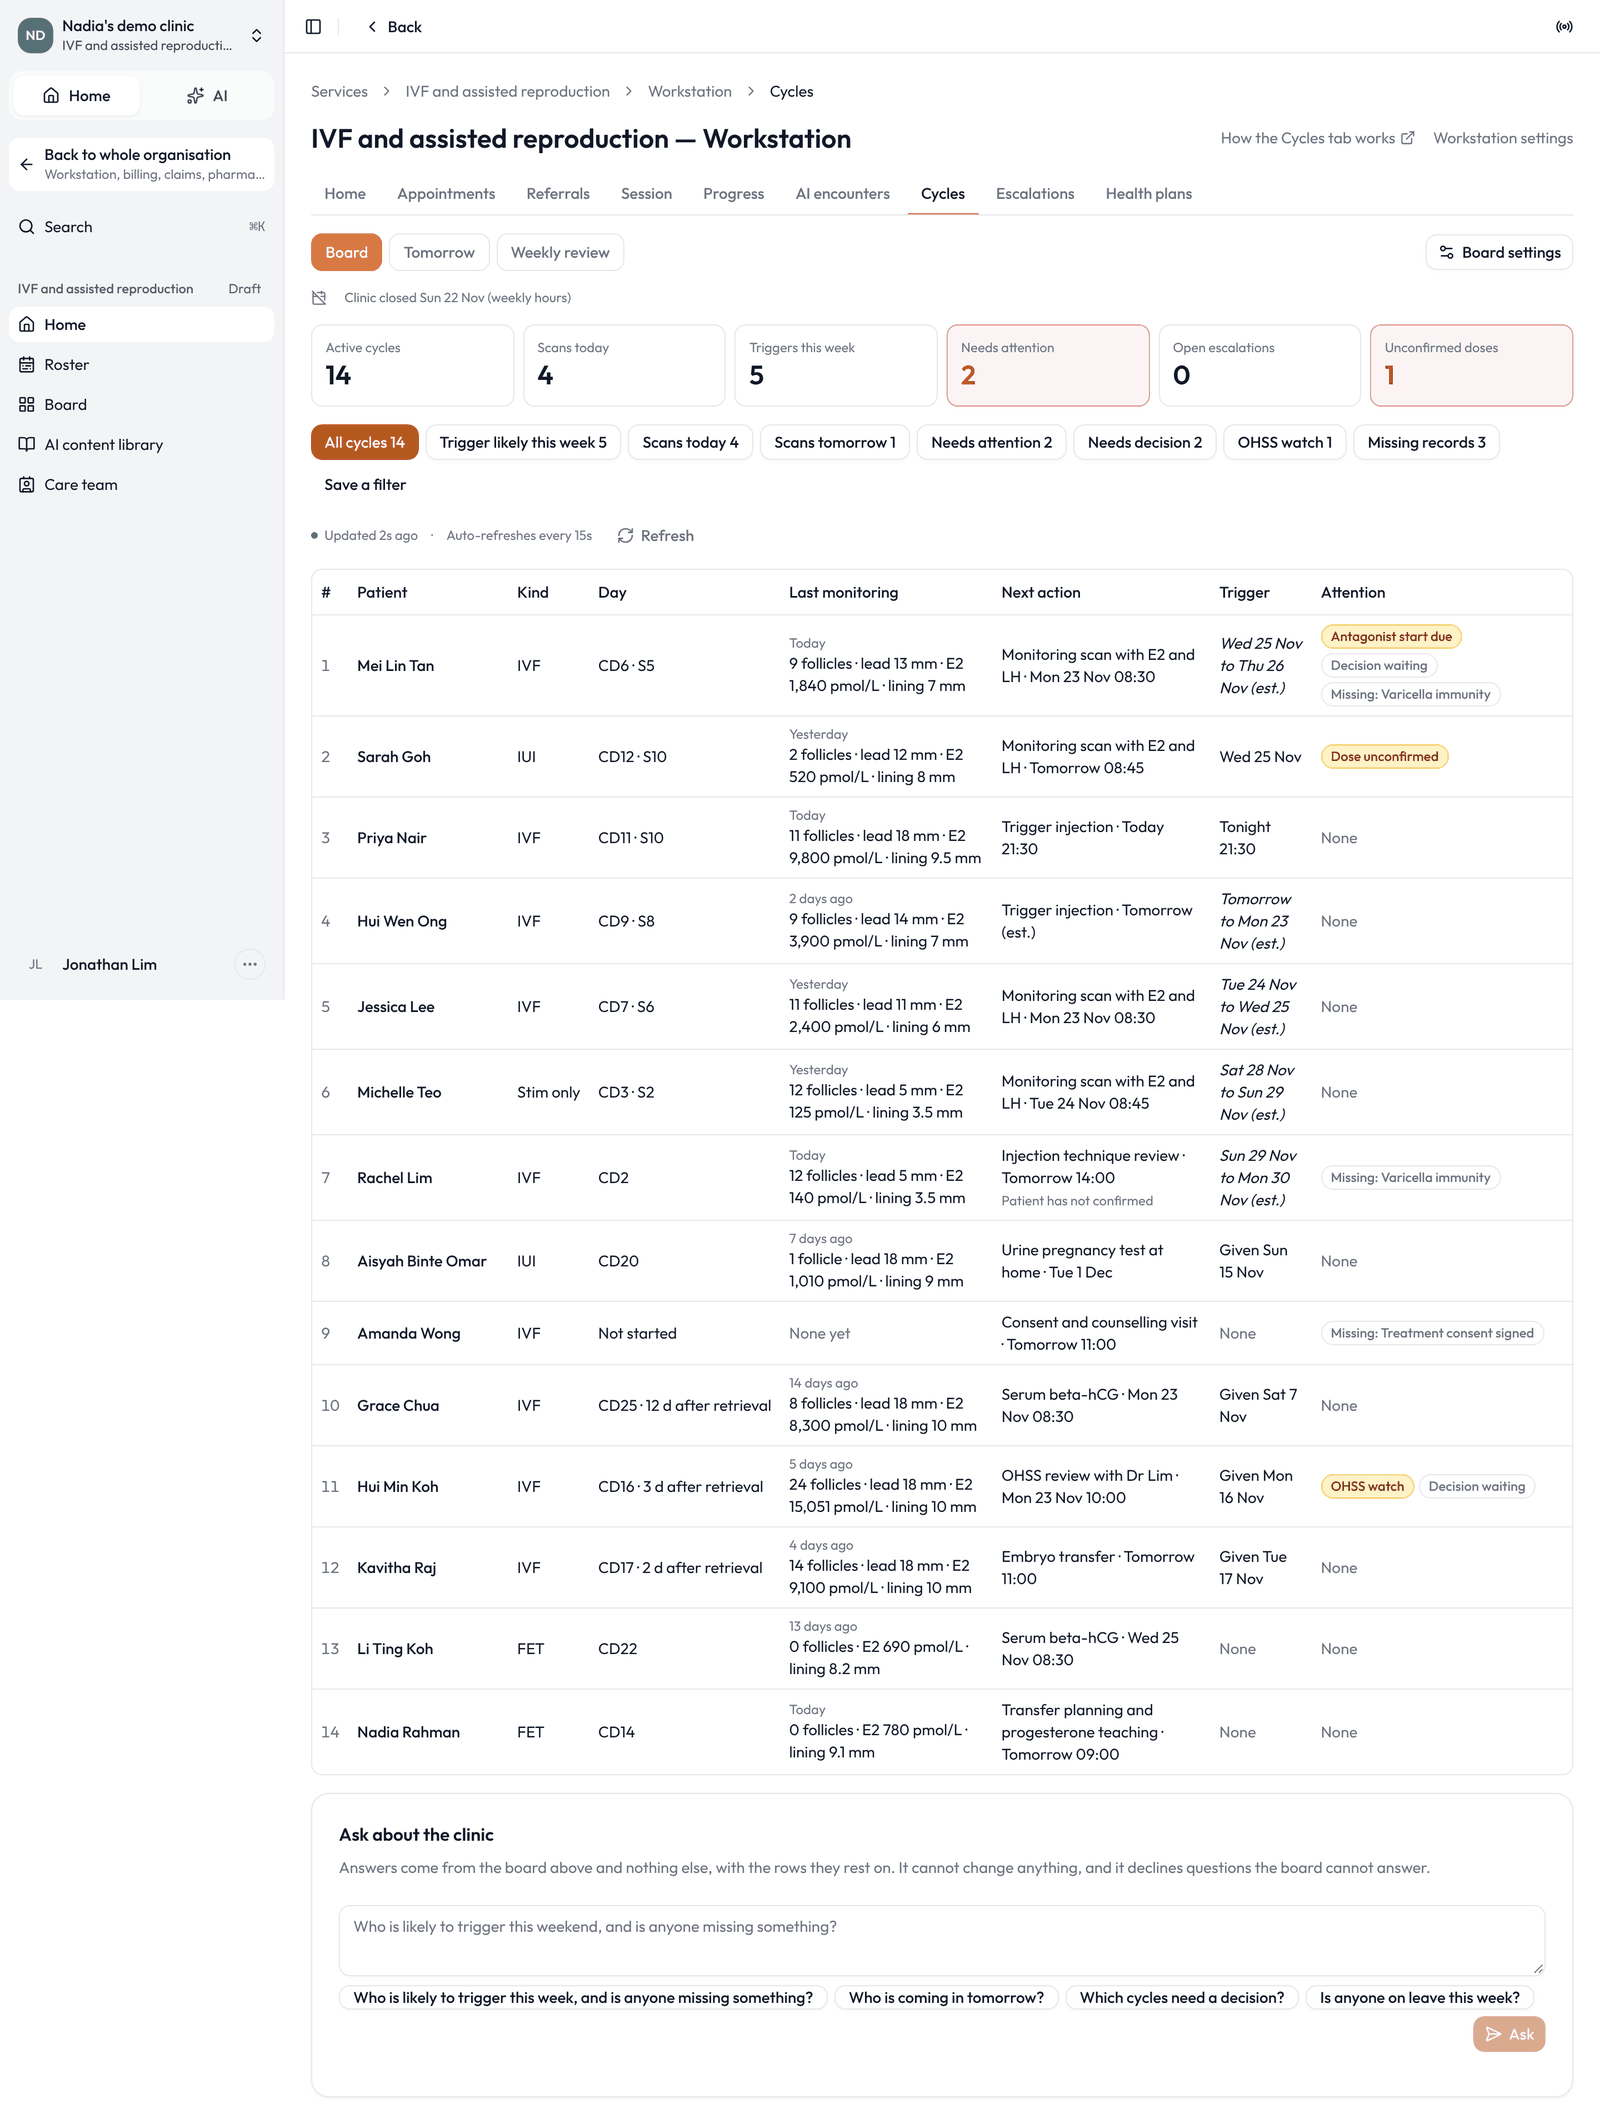 ND
Nadia's demo clinic
IVF and assisted reproducti...
Home
AI
Back to whole organisation
Workstation, billing, claims, pharma...
Search
⌘K
IVF and assisted reproduction
Draft
Home
Roster
Board
AI content library
Care team
JL
Jonathan Lim
Back
Services > IVF and assisted reproduction > Workstation > Cycles
IVF and assisted reproduction — Workstation
How the Cycles tab works
Workstation settings
Home
Appointments
Referrals
Session
Progress
AI encounters
Cycles
Escalations
Health plans
Board
Tomorrow
Weekly review
Board settings
Clinic closed Sun 22 Nov (weekly hours)
Active cycles
14
Scans today
4
Triggers this week
5
Needs attention
2
Open escalations
0
Unconfirmed doses
1
All cycles 14
Trigger likely this week 5
Scans today 4
Scans tomorrow 1
Needs attention 2
Needs decision 2
OHSS watch 1
Missing records 3
Save a filter
Updated 2s ago · Auto-refreshes every 15s
Refresh
# Patient Kind Day Last monitoring Next action Trigger Attention
1
Mei Lin Tan
IVF
CD6 · S5
Today
9 follicles · lead 13 mm · E2
1,840 pmol/L · lining 7 mm
Monitoring scan with E2 and
LH · Mon 23 Nov 08:30
Wed 25 Nov
to Thu 26
Nov (est.)
Antagonist start due
Decision waiting
Missing: Varicella immunity
2
Sarah Goh
IUI
CD12 · S10
Yesterday
2 follicles · lead 12 mm · E2
520 pmol/L · lining 8 mm
Monitoring scan with E2 and
LH · Tomorrow 08:45
Wed 25 Nov
Dose unconfirmed
3
Priya Nair
IVF
CD11 · S10
Today
11 follicles · lead 18 mm · E2
9,800 pmol/L · lining 9.5 mm
Trigger injection · Today
21:30
Tonight
21:30
None
4
Hui Wen Ong
IVF
CD9 · S8
2 days ago
9 follicles · lead 14 mm · E2
3,900 pmol/L · lining 7 mm
Trigger injection · Tomorrow
(est.)
Tomorrow
to Mon 23
Nov (est.)
None
5
Jessica Lee
IVF
CD7 · S6
Yesterday
11 follicles · lead 11 mm · E2
2,400 pmol/L · lining 6 mm
Monitoring scan with E2 and
LH · Mon 23 Nov 08:30
Tue 24 Nov
to Wed 25
Nov (est.)
None
6
Michelle Teo
Stim only
CD3 · S2
Yesterday
12 follicles · lead 5 mm · E2
125 pmol/L · lining 3.5 mm
Monitoring scan with E2 and
LH · Tue 24 Nov 08:45
Sat 28 Nov
to Sun 29
Nov (est.)
None
7
Rachel Lim
IVF
CD2
Today
12 follicles · lead 5 mm · E2
140 pmol/L · lining 3.5 mm
Injection technique review ·
Tomorrow 14:00
Patient has not confirmed
Sun 29 Nov
to Mon 30
Nov (est.)
Missing: Varicella immunity
8
Aisyah Binte Omar
IUI
CD20
7 days ago
1 follicle · lead 18 mm · E2
1,010 pmol/L · lining 9 mm
Urine pregnancy test at
home · Tue 1 Dec
Given Sun
15 Nov
None
9
Amanda Wong
IVF
Not started
None yet
Consent and counselling visit
· Tomorrow 11:00
None
Missing: Treatment consent signed
10
Grace Chua
IVF
CD25 · 12 d after retrieval
14 days ago
8 follicles · lead 18 mm · E2
8,300 pmol/L · lining 10 mm
Serum beta-hCG · Mon 23
Nov 08:30
Given Sat 7
Nov
None
11
Hui Min Koh
IVF
CD16 · 3 d after retrieval
5 days ago
24 follicles · lead 18 mm · E2
15,051 pmol/L · lining 10 mm
OHSS review with Dr Lim ·
Mon 23 Nov 10:00
Given Mon
16 Nov
OHSS watch
Decision waiting
12
Kavitha Raj
IVF
CD17 · 2 d after retrieval
4 days ago
14 follicles · lead 18 mm · E2
9,100 pmol/L · lining 10 mm
Embryo transfer · Tomorrow
11:00
Given Tue
17 Nov
None
13
Li Ting Koh
FET
CD22
13 days ago
0 follicles · E2 690 pmol/L ·
lining 8.2 mm
Serum beta-hCG · Wed 25
Nov 08:30
None
None
14
Nadia Rahman
FET
CD14
Today
0 follicles · E2 780 pmol/L ·
lining 9.1 mm
Transfer planning and
progesterone teaching ·
Tomorrow 09:00
None
None
Ask about the clinic
Answers come from the board above and nothing else, with the rows they rest on. It cannot change anything, and it declines questions the board cannot answer.
Who is likely to trigger this weekend, and is anyone missing something?
Who is likely to trigger this week, and is anyone missing something?
Who is coming in tomorrow?
Which cycles need a decision?
Is anyone on leave this week?
Ask